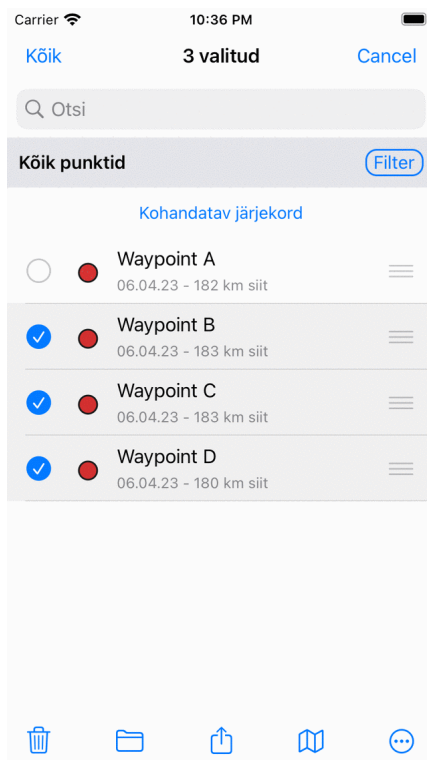 Carrier 10:36 PM
Kõik 3 valitud Cancel
Otsi
Kõik punktid Filter
Kohandatav järjekord
Waypoint A
06.04.23 - 182 km siit
Waypoint B
06.04.23 - 183 km siit
Waypoint C
06.04.23 - 183 km siit
Waypoint D
06.04.23 - 180 km siit